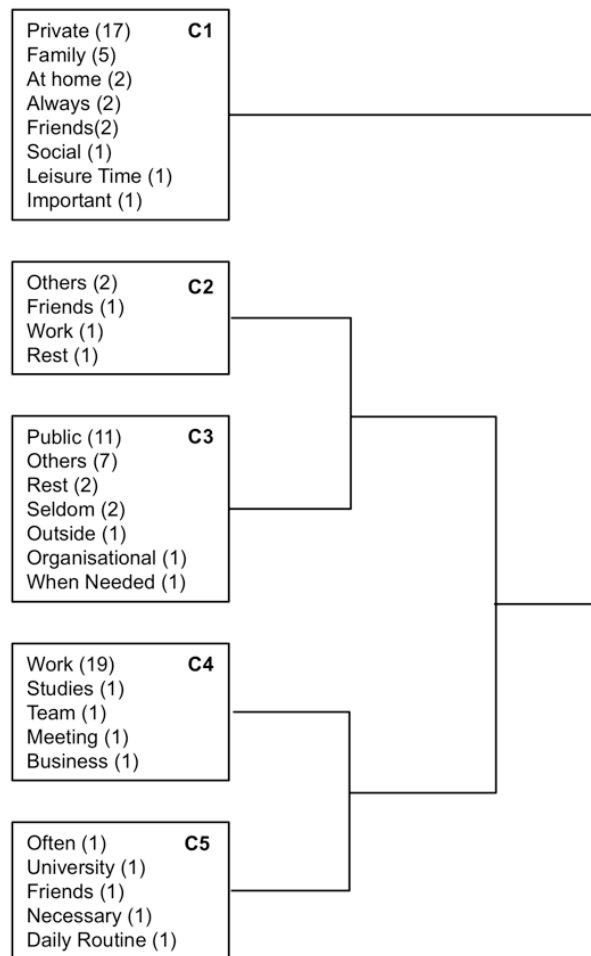 Private (17) C1
Family (5)
At home (2)
Always (2)
Friends(2)
Social (1)
Leisure Time (1)
Important (1)
Others (2) C2
Friends (1)
Work (1)
Rest (1)
Public (11) C3
Others (7)
Rest (2)
Seldom (2)
Outside (1)
Organisational (1)
When Needed (1)
Work (19) C4
Studies (1)
Team (1)
Meeting (1)
Business (1)
Often (1) C5
University (1)
Friends (1)
Necessary (1)
Daily Routine (1)